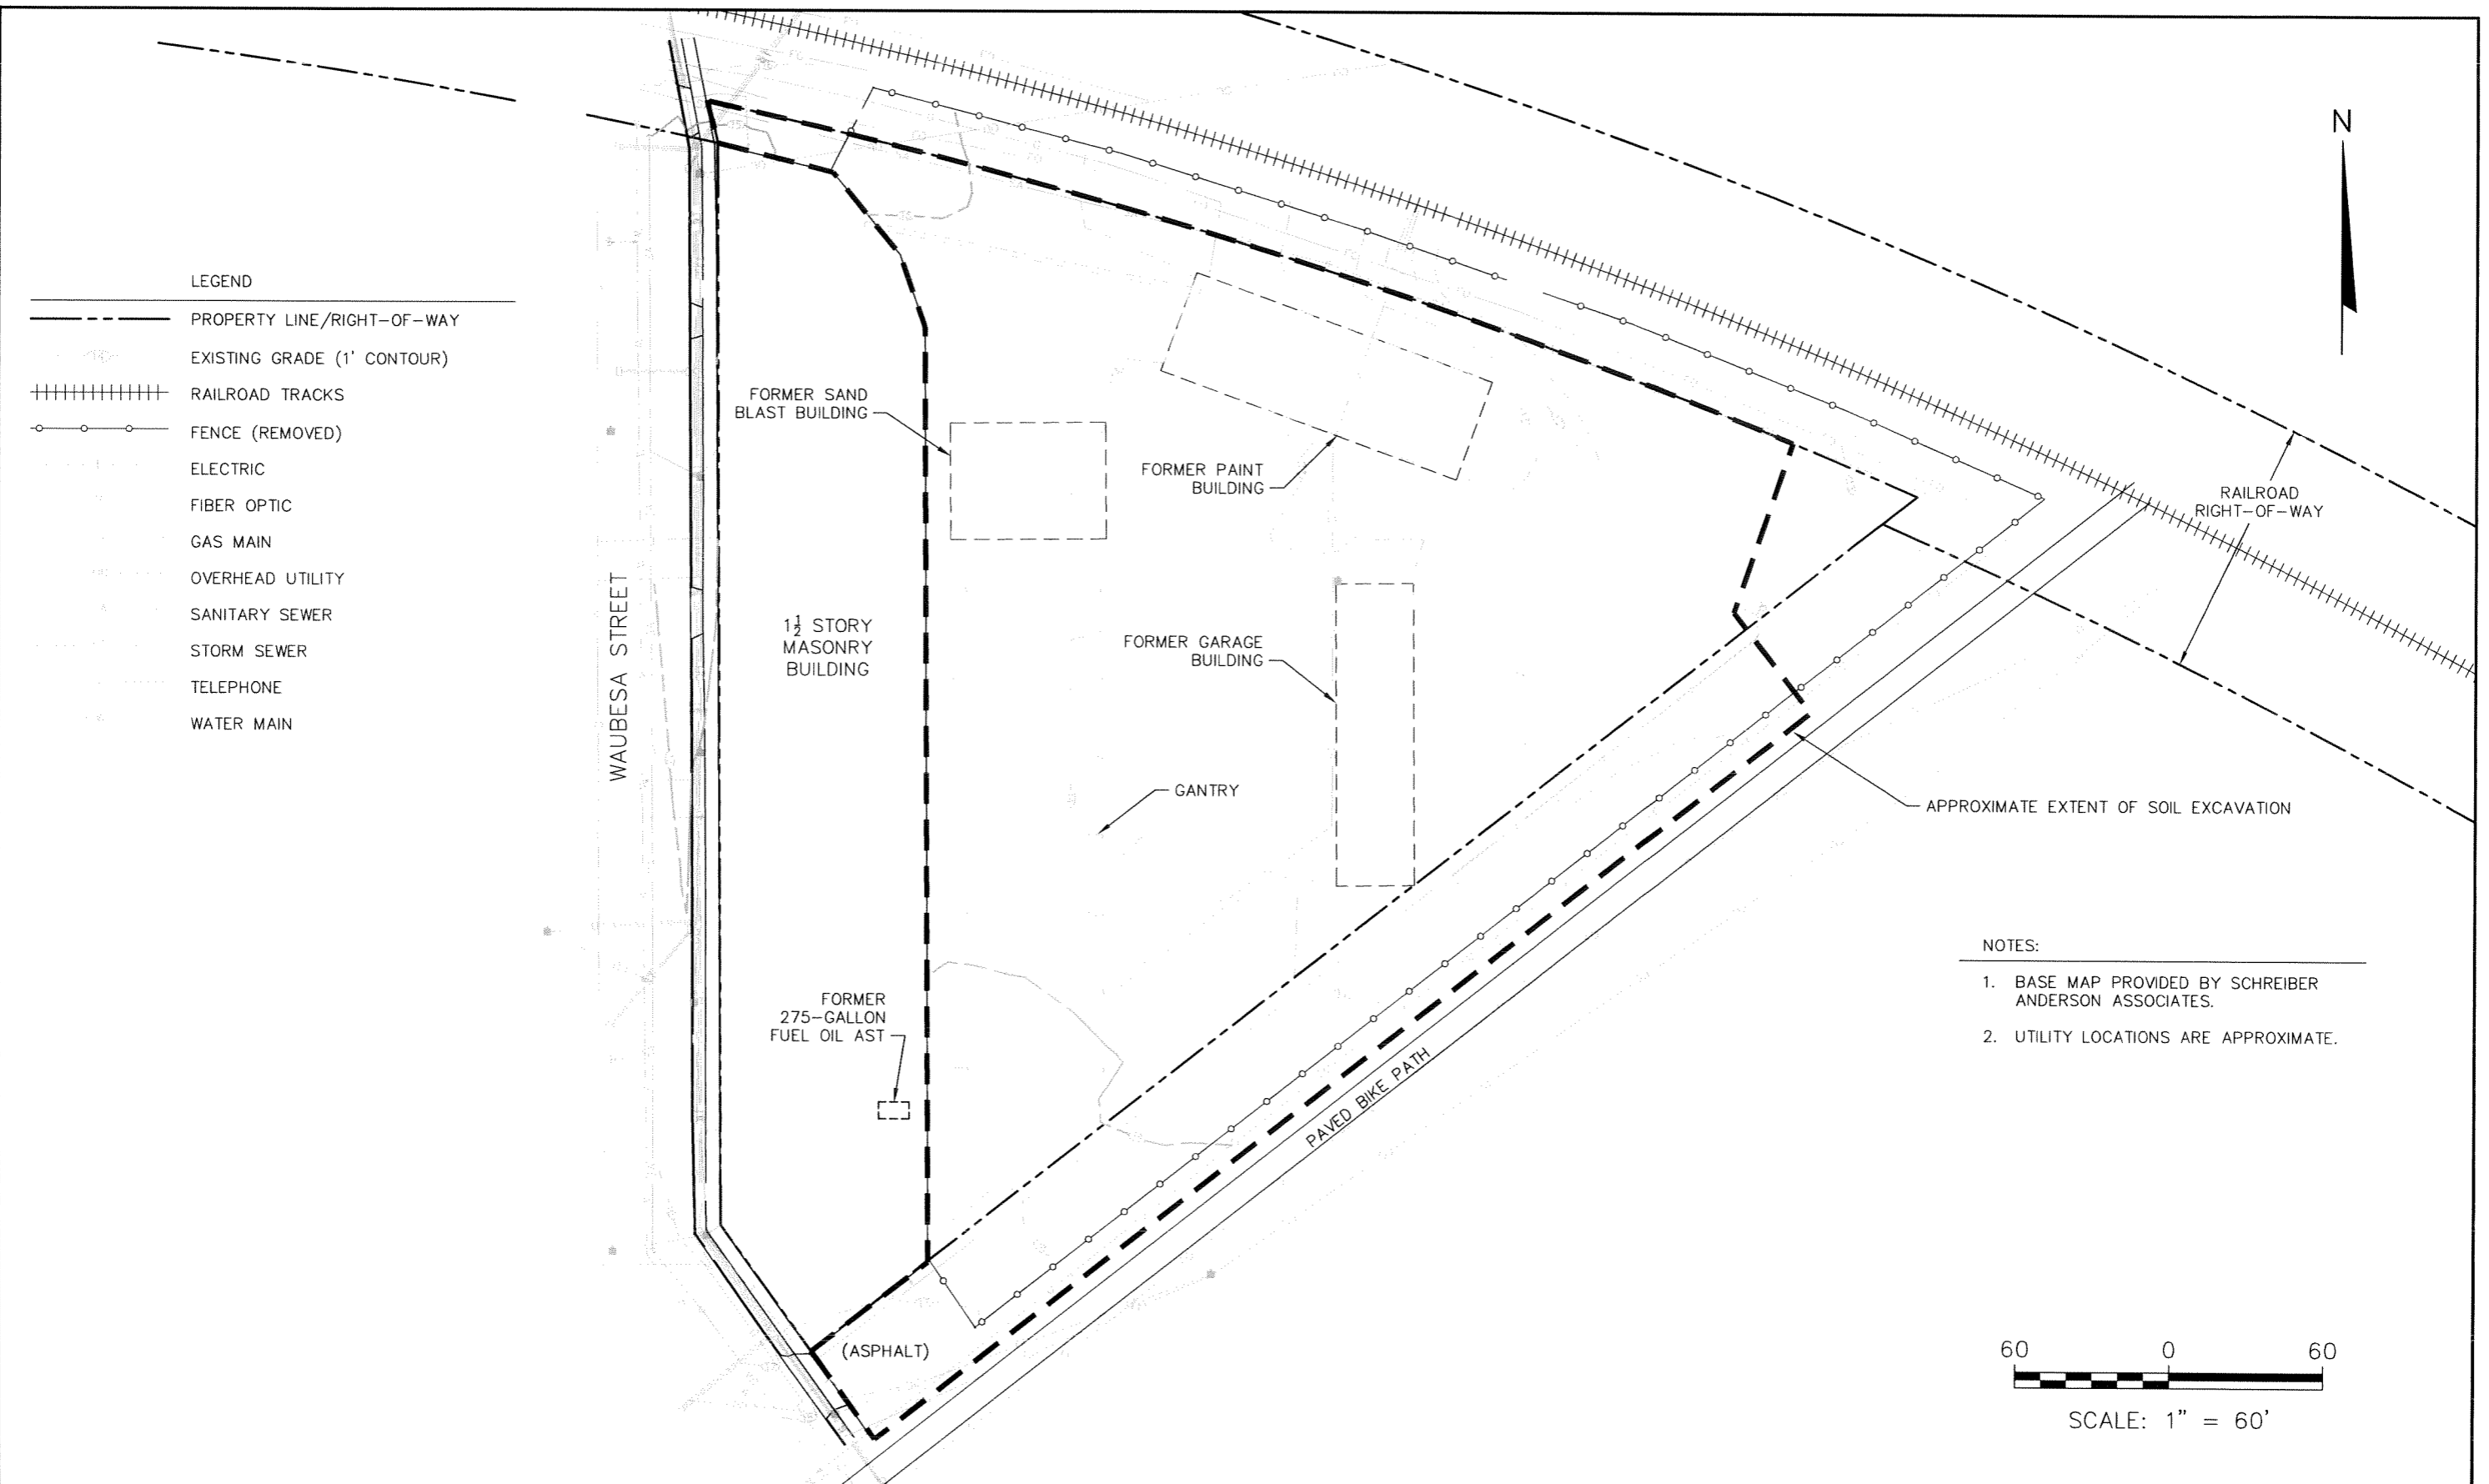 N
LEGEND
PROPERTY LINE/RIGHT-OF-WAY
EXISTING GRADE (1' CONTOUR)
RAILROAD TRACKS
FENCE (REMOVED)
ELECTRIC
FIBER OPTIC
GAS MAIN
OVERHEAD UTILITY
SANITARY SEWER
STORM SEWER
TELEPHONE
WATER MAIN
WAUBESA STREET
FORMER SAND
BLAST BUILDING
FORMER PAINT
BUILDING
RAILROAD
RIGHT-OF-WAY
1½ STORY
MASONRY
BUILDING
FORMER GARAGE
BUILDING
GANTRY
APPROXIMATE EXTENT OF SOIL EXCAVATION
FORMER
275-GALLON
FUEL OIL AST
PAVED BIKE PATH
(ASPHALT)
NOTES:
1. BASE MAP PROVIDED BY SCHREIBER
ANDERSON ASSOCIATES.
2. UTILITY LOCATIONS ARE APPROXIMATE.
60 0 60
SCALE: 1" = 60'